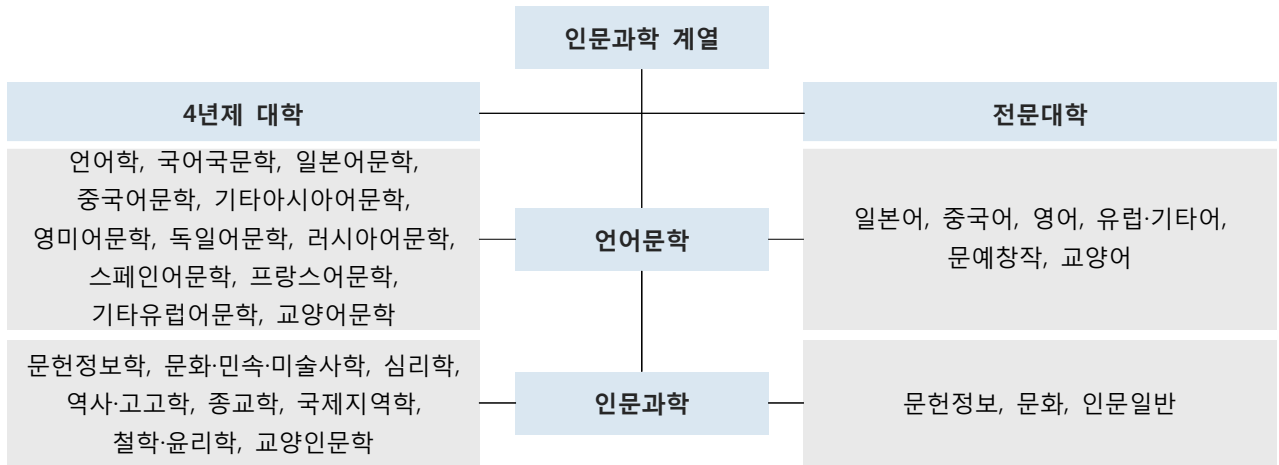 인문과학 계열
4년제 대학
전문대학
언어학, 국어국문학, 일본어문학,
중국어문학, 기타아시아어문학,
영미어문학, 독일어문학, 러시아어문학,
스페인어문학, 프랑스어문학,
기타유럽어문학, 교양어문학
언어문학
일본어, 중국어, 영어, 유럽·기타어,
문예창작, 교양어
문헌정보학, 문화·민속·미술사학, 심리학,
역사·고고학, 종교학, 국제지역학,
철학·윤리학, 교양인문학
인문과학
문헌정보, 문화, 인문일반